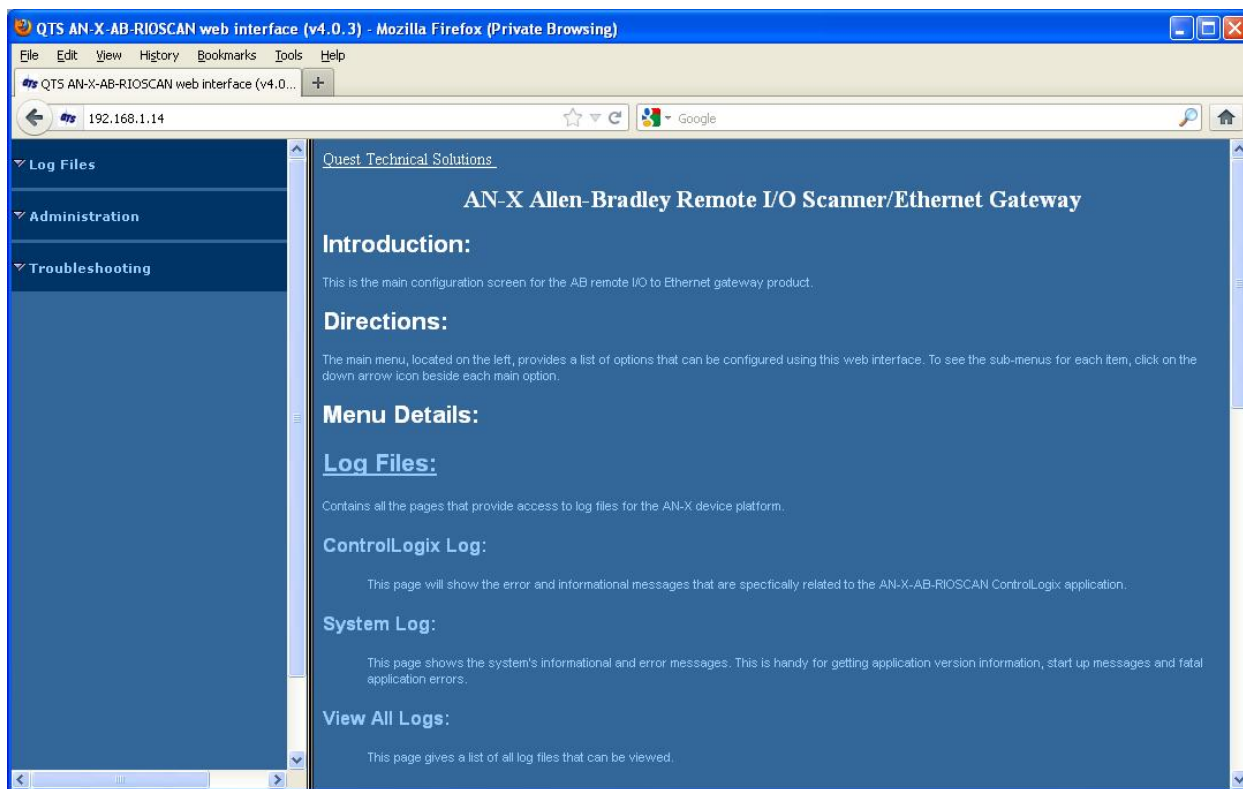 QTS AN-X-AB-RIOSCAN web interface (v4.0.3) - Mozilla Firefox (Private Browsing)
File Edit View History Bookmarks Tools Help
QTS QTS AN-X-AB-RIOSCAN web interface (v4.0... +
QTS 192.168.1.14 Google
Log Files
Administration
Troubleshooting
Quest Technical Solutions
AN-X Allen-Bradley Remote I/O Scanner/Ethernet Gateway
Introduction:
This is the main configuration screen for the AB remote I/O to Ethernet gateway product.
Directions:
The main menu, located on the left, provides a list of options that can be configured using this web interface. To see the sub-menus for each item, click on the
down arrow icon beside each main option.
Menu Details:
Log Files:
Contains all the pages that provide access to log files for the AN-X device platform.
ControlLogix Log:
This page will show the error and informational messages that are specfically related to the AN-X-AB-RIOSCAN ControlLogix application.
System Log:
This page shows the system's informational and error messages. This is handy for getting application version information, start up messages and fatal
application errors.
View All Logs:
This page gives a list of all log files that can be viewed.